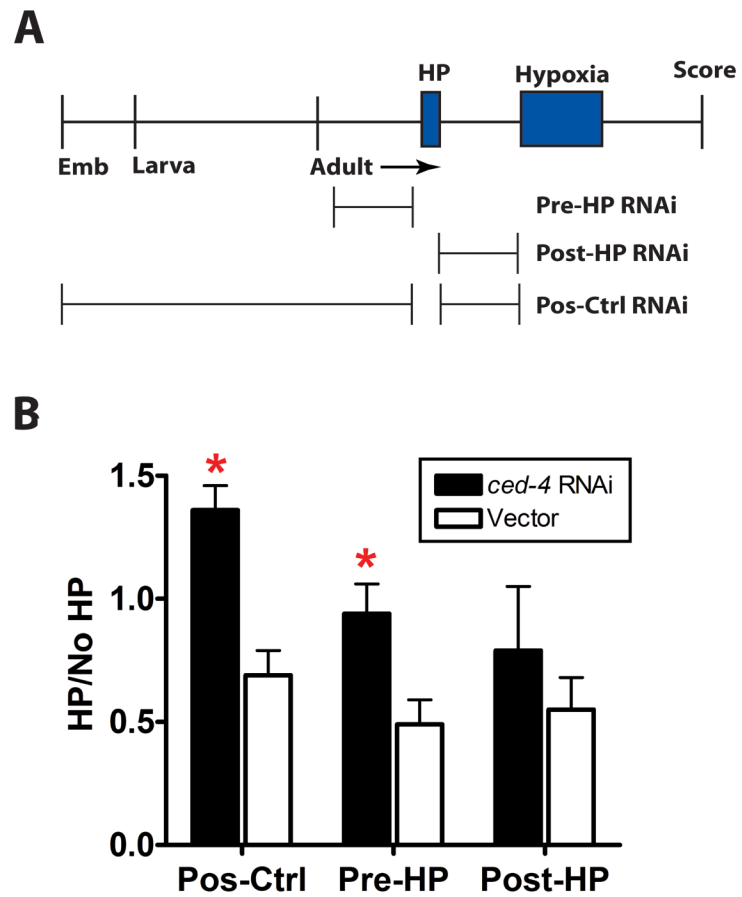 A
HP
Hypoxia
Score
Emb
Larva
Adult
Pre-HP RNAi
Post-HP RNAi
Pos-Ctrl RNAi
B
*
*
ced-4 RNAi
Vector
HP/No HP
1.5
1.0
0.5
0.0
Pos-Ctrl
Pre-HP
Post-HP